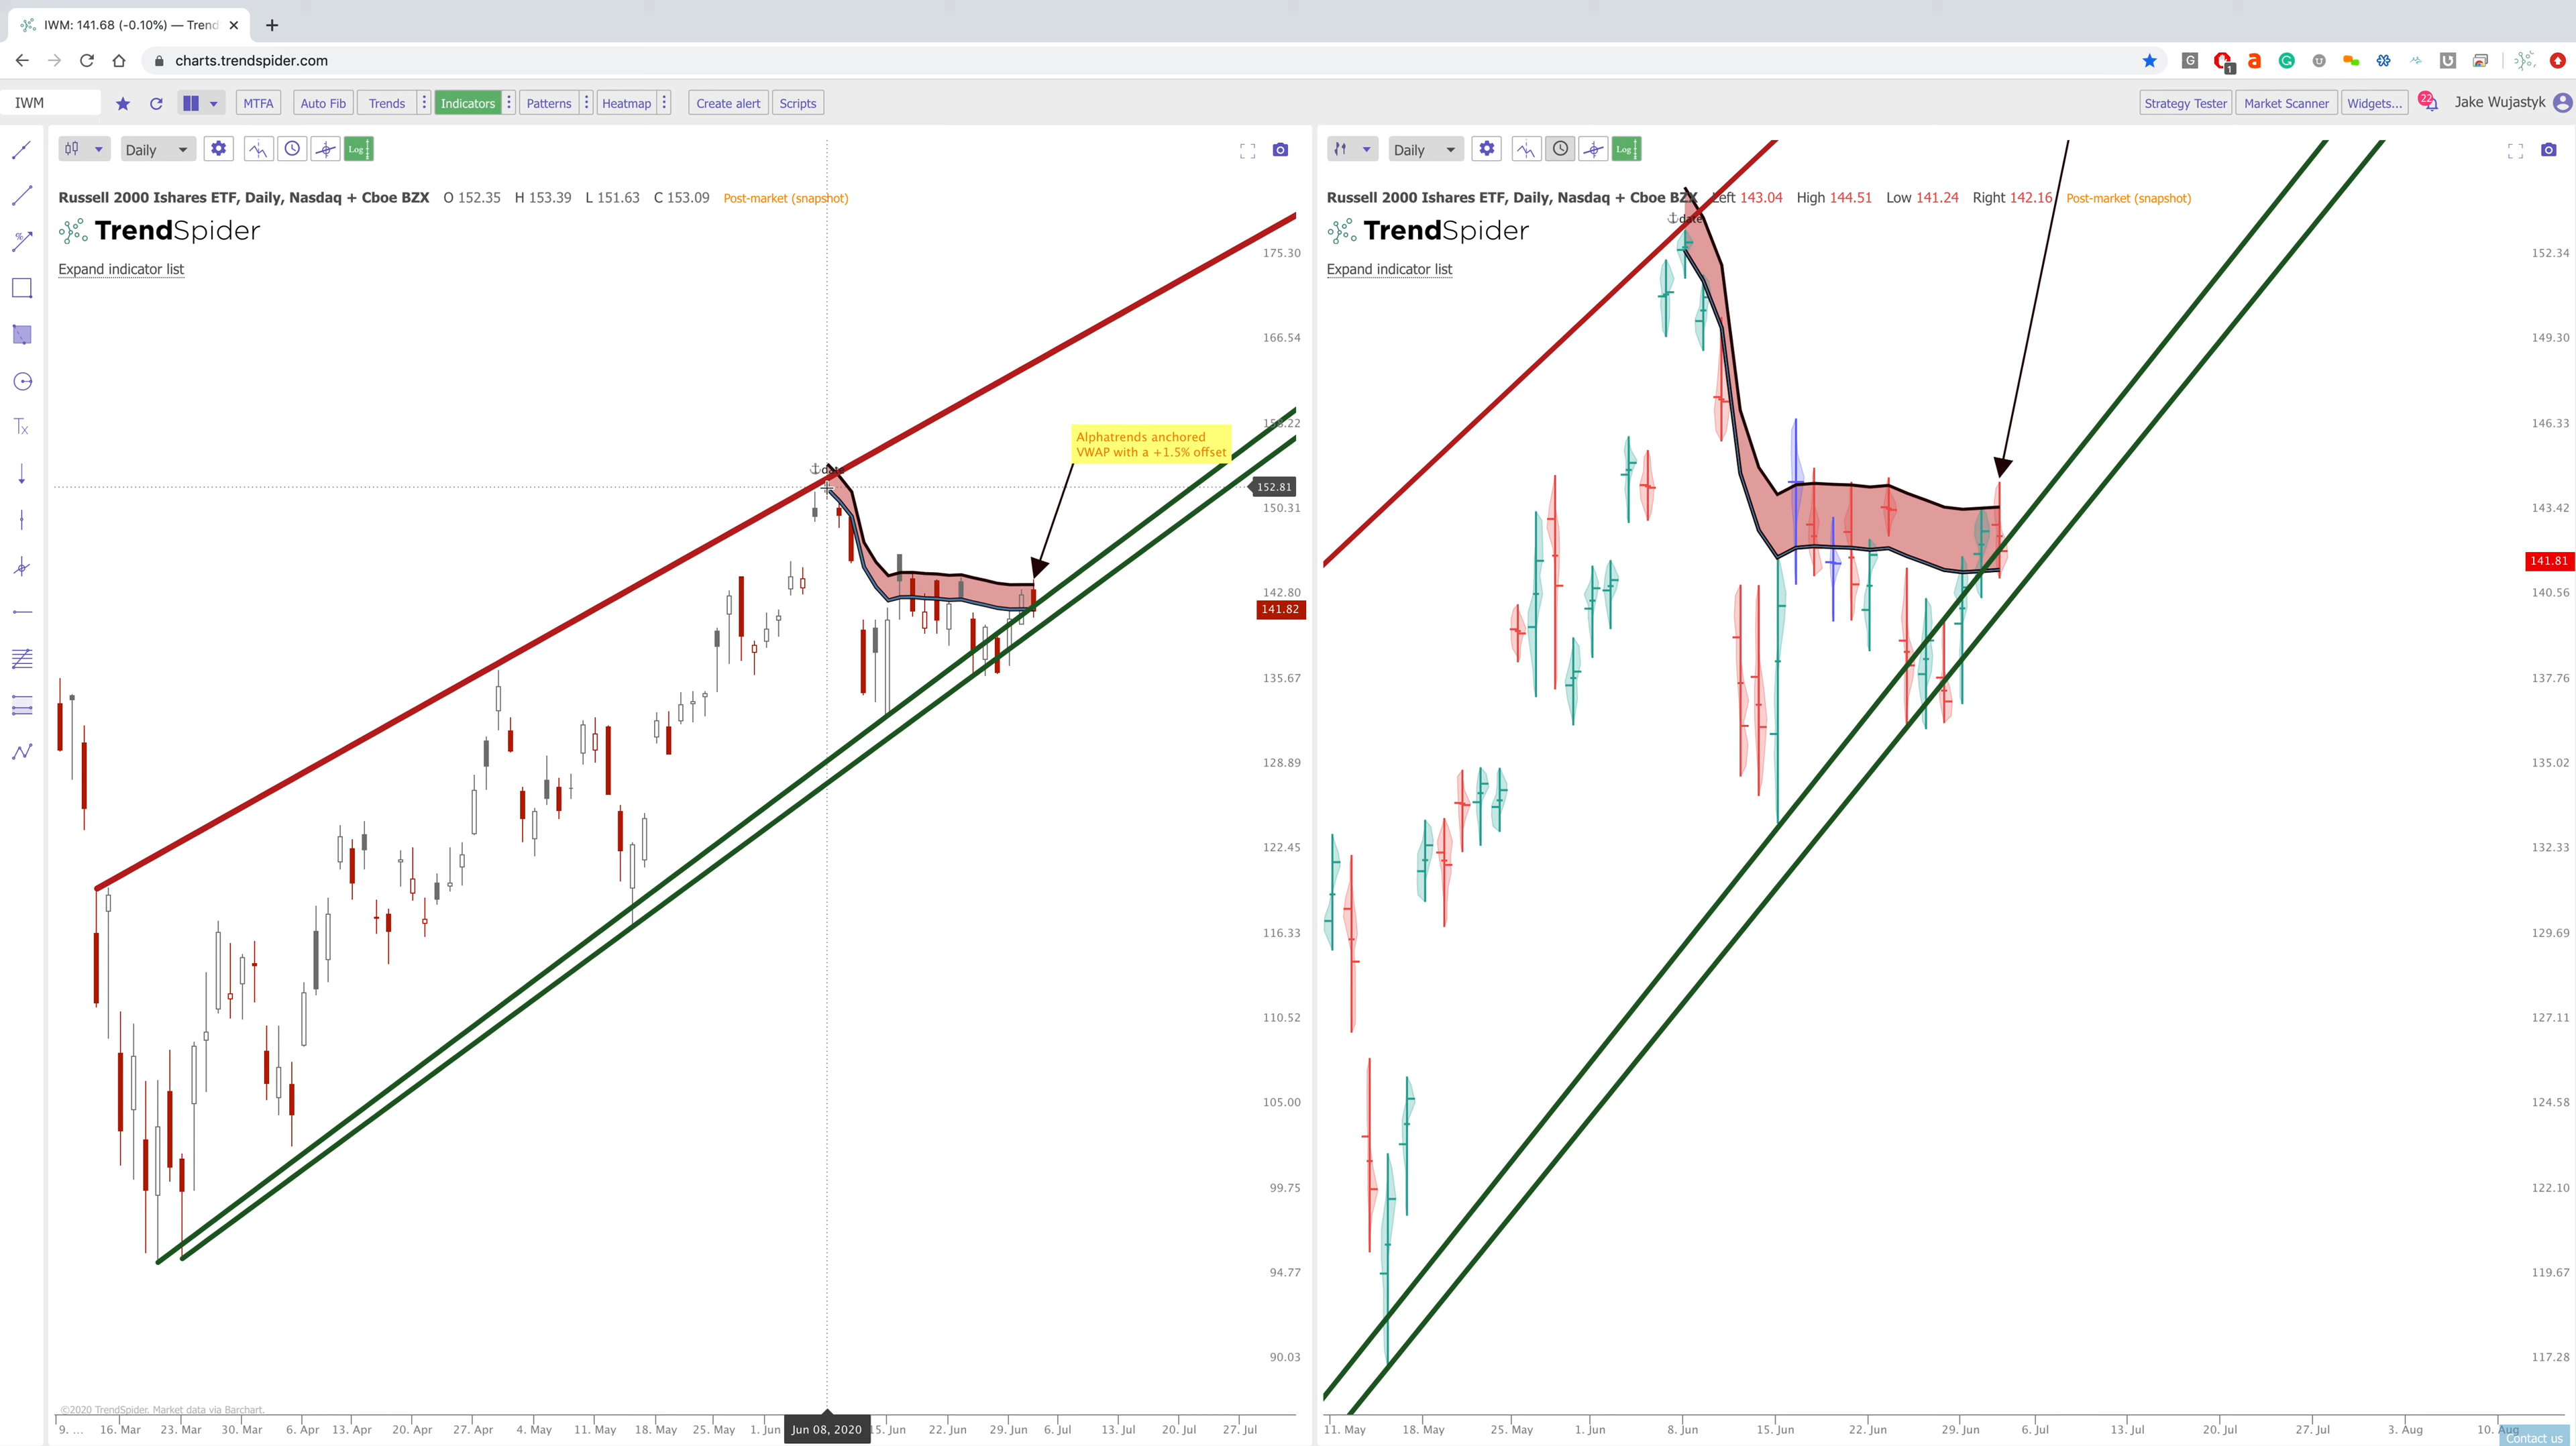 IWM: 141.68 (-0.10%) — Trend
charts.trendspider.com
IWM
MTFA
Auto Fib
Trends
Indicators
Patterns
Heatmap
Create alert
Scripts
Strategy Tester
Market Scanner
Widgets...
22
Jake Wujastyk
Daily
Log
Russell 2000 Ishares ETF, Daily, Nasdaq + Cboe BZX O 152.35 H 153.39 L 151.63 C 153.09 Post-market (snapshot)
TrendSpider
Expand indicator list
175.30
166.54
Alphatrends anchored
VWAP with a +1.5% offset
date
152.81
150.31
142.80
141.82
135.67
128.89
122.45
116.33
110.52
105.00
99.75
94.77
90.03
©2020 TrendSpider. Market data via Barchart.
9. ... 16. Mar 23. Mar 30. Mar 6. Apr 13. Apr 20. Apr 27. Apr 4. May 11. May 18. May 25. May 1. Jun Jun 08, 2020 15. Jun 22. Jun 29. Jun 6. Jul 13. Jul 20. Jul 27. Jul
Daily
Log
Russell 2000 Ishares ETF, Daily, Nasdaq + Cboe BZX Left 143.04 High 144.51 Low 141.24 Right 142.16 Post-market (snapshot)
date
TrendSpider
Expand indicator list
152.34
149.30
146.33
143.42
141.81
140.56
137.76
135.02
132.33
129.69
127.11
124.58
122.10
119.67
117.28
11. May 18. May 25. May 1. Jun 8. Jun 15. Jun 22. Jun 29. Jun 6. Jul 13. Jul 20. Jul 27. Jul 3. Aug 10. Aug
Contact us